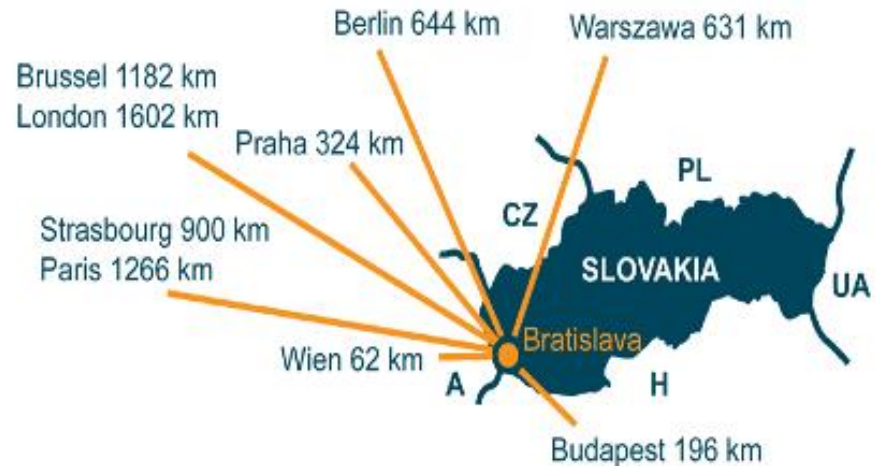 Berlin 644 km
Warszawa 631 km
Brussel 1182 km
London 1602 km
Praha 324 km
PL
CZ
Strasbourg 900 km
Paris 1266 km
SLOVAKIA
UA
Bratislava
Wien 62 km
A
H
Budapest 196 km